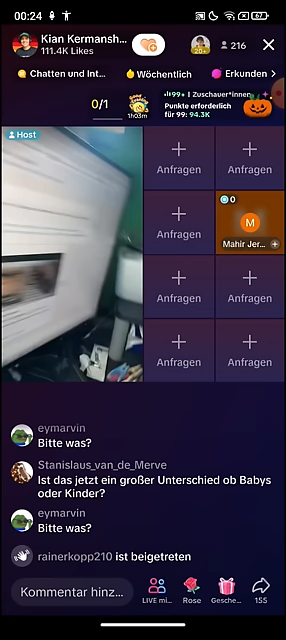 00:24
67
Kian Kermansh...
111.4K Likes
20+
216
Chatten und Int...
Wöchentlich
Erkunden
0/1
1h03m
Zuschauer*innen
Punkte erforderlich
für 99: 94.3K
Host
Anfragen
Anfragen
Anfragen
0
M
Mahir Jer...
Anfragen
Anfragen
Anfragen
Anfragen
eymarvin
Bitte was?
Stanislaus_van_de_Merve
Ist das jetzt ein großer Unterschied ob Babys
oder Kinder?
eymarvin
Bitte was?
rainerkopp210 ist beigetreten
Kommentar hinz...
LIVE mi...
Rose
Gesche...
155